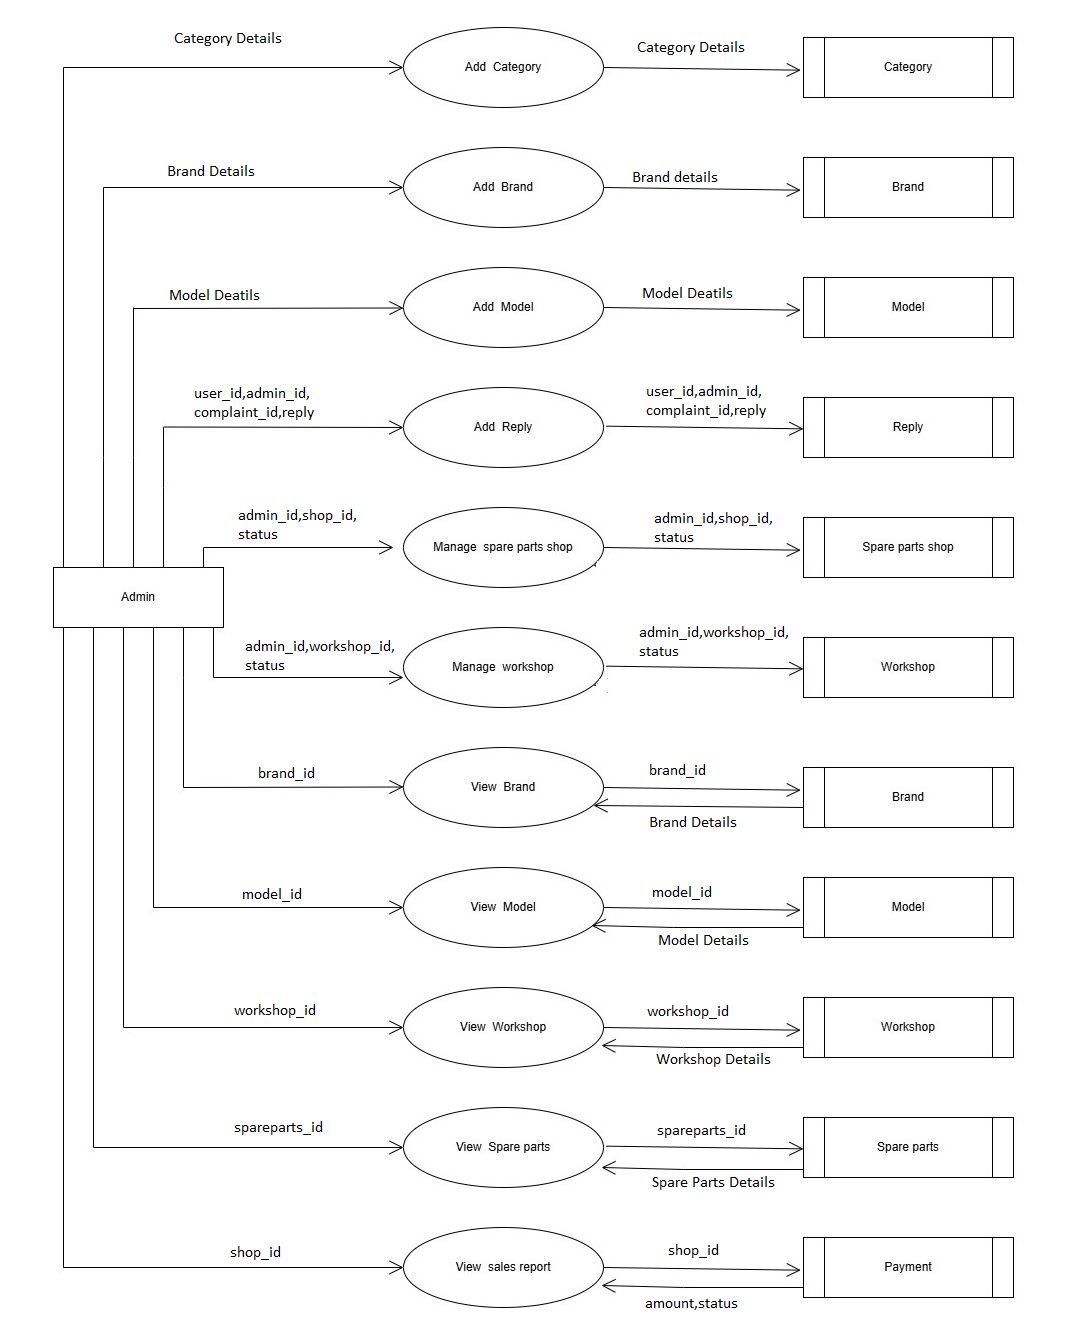 Category Details
Add Category
Category Details
Category
Brand Details
Add Brand
Brand details
Brand
Model Deatils
Add Model
Model Deatils
Model
user_id,admin_id,
complaint_id,reply
Add Reply
user_id,admin_id,
complaint_id,reply
Reply
admin_id,shop_id,
status
Manage spare parts shop
admin_id,shop_id,
status
Spare parts shop
Admin
admin_id,workshop_id,
status
Manage workshop
admin_id,workshop_id,
status
Workshop
brand_id
View Brand
brand_id
Brand Details
Brand
model_id
View Model
model_id
Model Details
Model
workshop_id
View Workshop
workshop_id
Workshop Details
Workshop
spareparts_id
View Spare parts
spareparts_id
Spare Parts Details
Spare parts
shop_id
View sales report
shop_id
amount,status
Payment